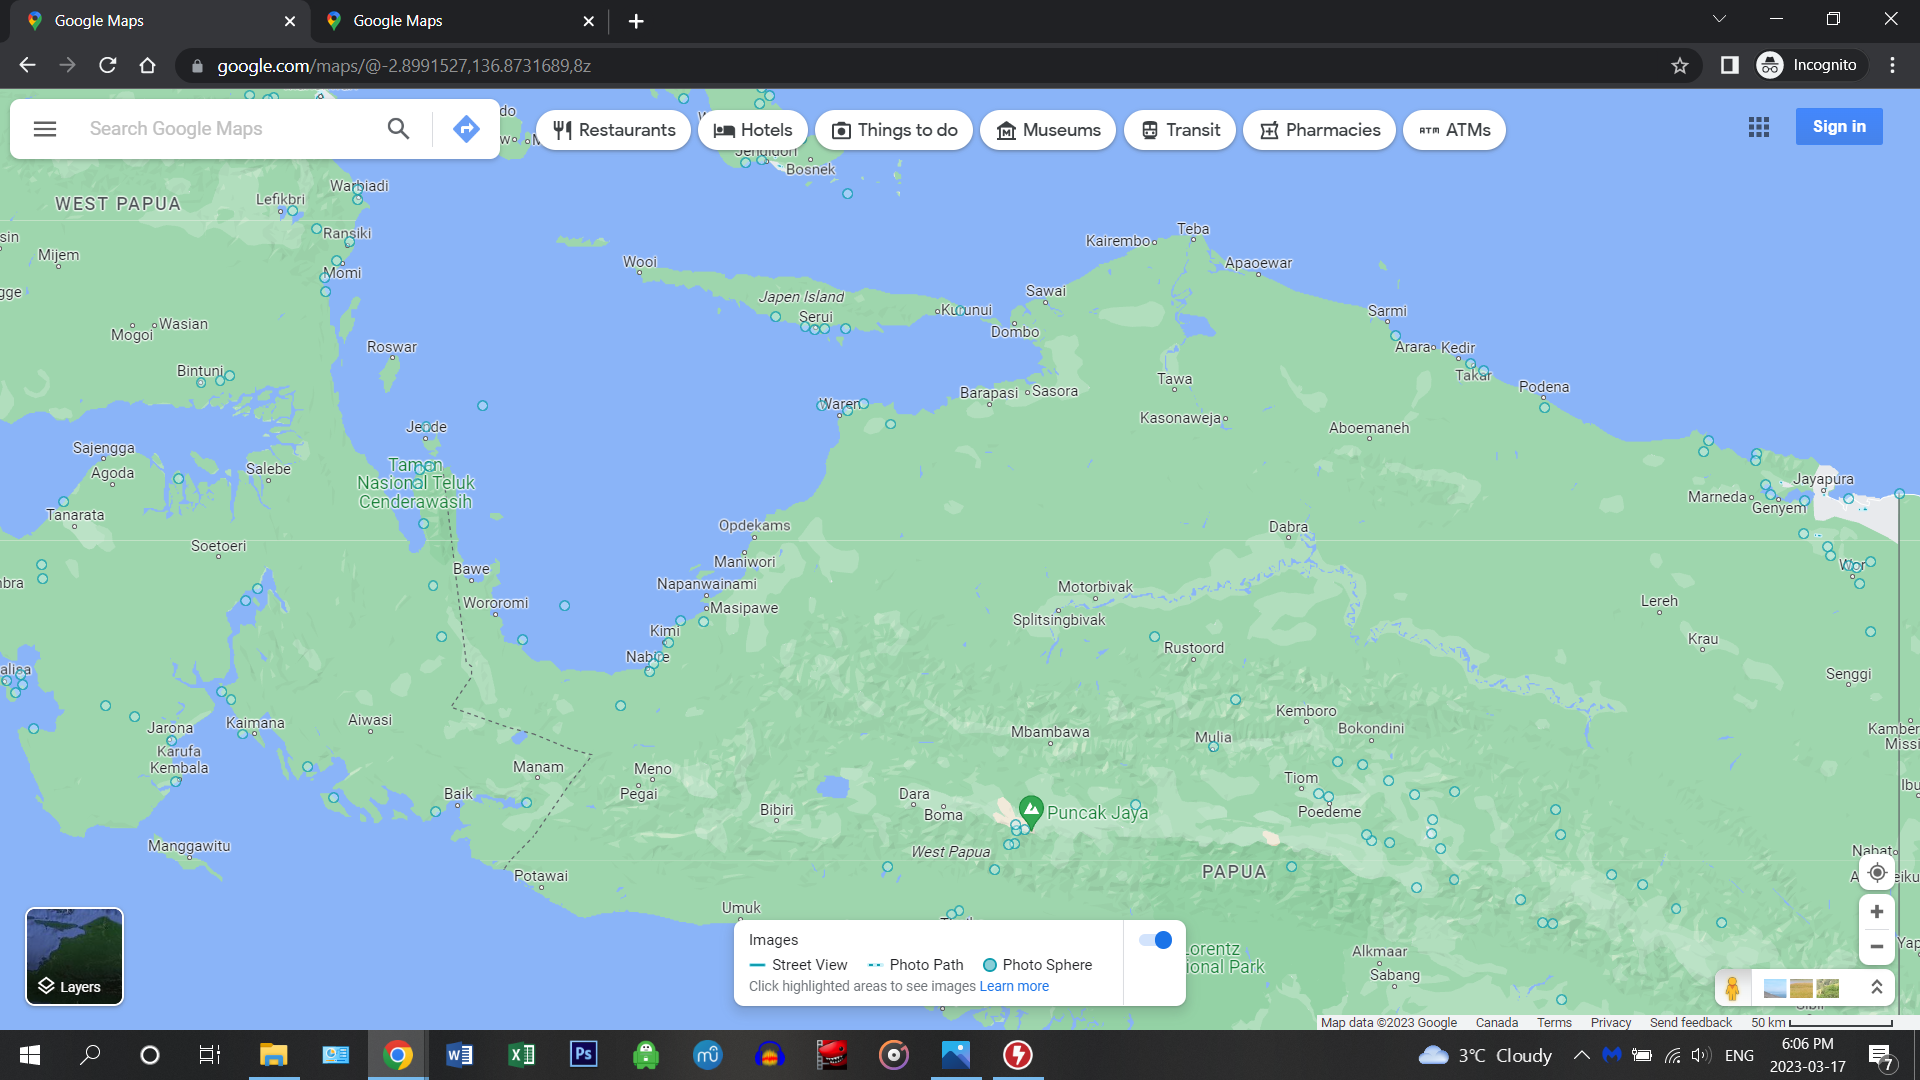 Google Maps
Google Maps
google.com/maps/@-2.8991527,136.8731689,8z
Incognito
Search Google Maps
Restaurants
Hotels
Things to do
Museums
Transit
Pharmacies
ATMs
Sign in
Bosnek
Warbiadi
Lefikbri
WEST PAPUA
Ransiki
Mijem
Momi
Teba
Kairembo
Apaoewar
Wooi
Japen Island
Sawai
Serui
Kurunui
Sarmi
Dombo
Wasian
Mogoi
Roswar
Arara
Kedir
Takar
Bintuni
Tawa
Podena
Barapasi
Sasora
Waren
Kasonaweja
Aboemaneh
Jende
Sajengga
Agoda
Salebe
Taman
Nasional Teluk
Cenderawasih
Jayapura
Marneda
Genyem
Tanarata
Opdekams
Dabra
Soetoeri
Maniwori
Bawe
Napanwainami
Motorbivak
Masipawe
Wororomi
Splitsingbivak
Lereh
Kimi
Krau
Rustoord
Nabire
Senggi
Kemboro
Aiwasi
Kaimana
Jarona
Bokondini
Mbambawa
Mulia
Karufa
Kembala
Manam
Meno
Tiom
Pegai
Baik
Dara
Boma
Bibiri
Poedeme
Puncak Jaya
Manggawitu
West Papua
PAPUA
Potawai
Umuk
Alkmaar
Sabang
Layers
Images
Street View
Photo Path
Photo Sphere
Click highlighted areas to see images Learn more
Map data ©2023 Google
Canada
Terms
Privacy
Send feedback
50 km
3°C Cloudy
ENG
6:06 PM
2023-03-17
7